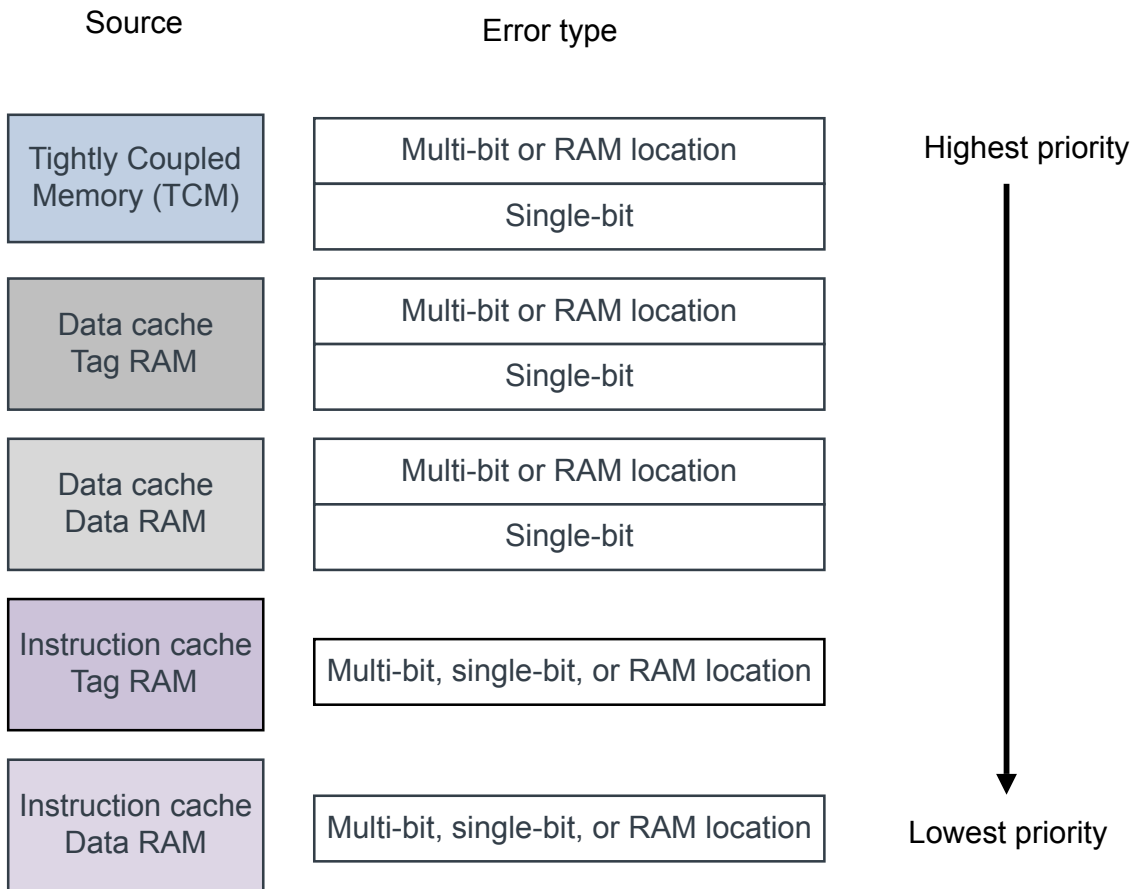 Source
Error type
Tightly Coupled
Memory (TCM)
Multi-bit or RAM location
Single-bit
Highest priority
Data cache
Tag RAM
Multi-bit or RAM location
Single-bit
Data cache
Data RAM
Multi-bit or RAM location
Single-bit
Instruction cache
Tag RAM
Multi-bit, single-bit, or RAM location
Instruction cache
Data RAM
Multi-bit, single-bit, or RAM location
Lowest priority